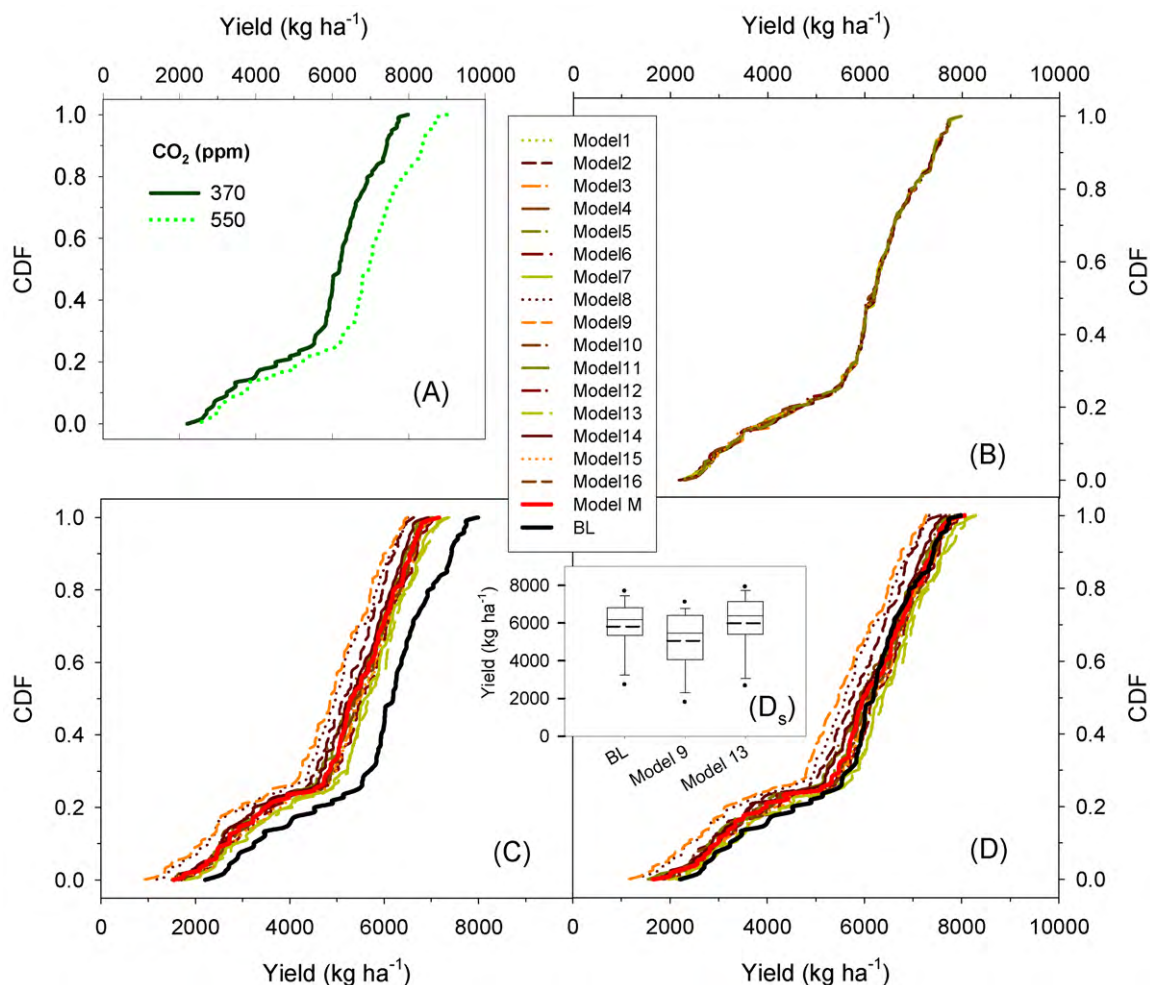 Yield (kg ha-1)
Yield (kg ha-1)
0 2000 4000 6000 8000 10000
0 2000 4000 6000 8000 10000
CDF
1.0
0.8
0.6
0.4
0.2
0.0
CO2 (ppm)
370
550
(A)
Model1
Model2
Model3
Model4
Model5
Model6
Model7
Model8
Model9
Model10
Model11
Model12
Model13
Model14
Model15
Model16
Model M
BL
1.0
0.8
0.6
0.4
0.2
0.0
CDF
(B)
CDF
1.0
0.8
0.6
0.4
0.2
0.0
(C)
0 2000 4000 6000 8000
Yield (kg ha-1)
Yield (kg ha-1)
8000
6000
4000
2000
0
(Ds)
BL
Model 9
Model 13
1.0
0.8
0.6
0.4
0.2
0.0
CDF
(D)
0 2000 4000 6000 8000 10000
Yield (kg ha-1)